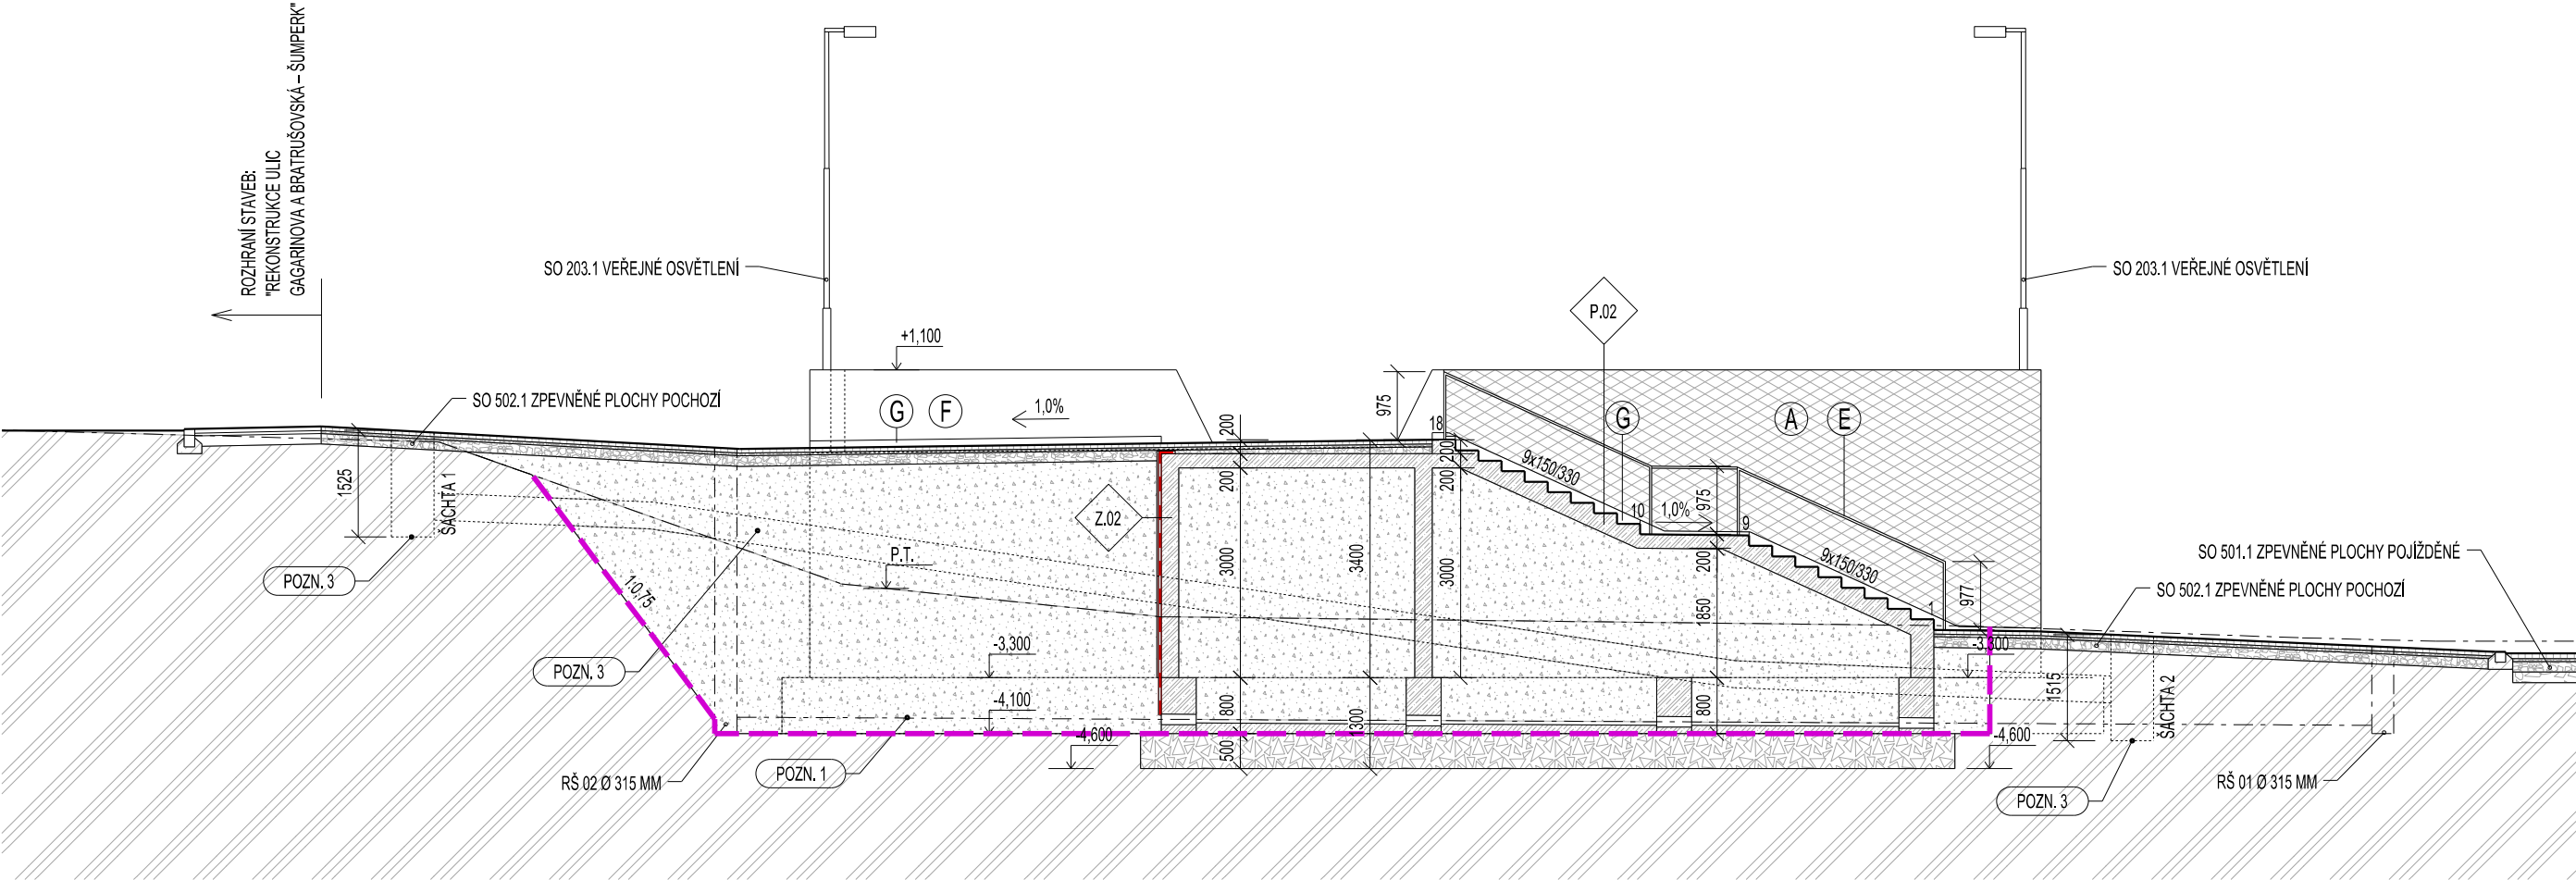 ROZHRANÍ STAVEB:
"REKONSTRUKCE ULIC
GAGARINOVA A BRATRUŠOVSKÁ – ŠUMPERK"
SO 203.1 VEŘEJNÉ OSVĚTLENÍ
SO 203.1 VEŘEJNÉ OSVĚTLENÍ
P.02
+1,100
SO 502.1 ZPEVNĚNÉ PLOCHY POCHOZÍ
G
F
1,0%
975
18
G
A
E
200
200
200
200
9x150/330
1525
ŠACHTA 1
POZN. 3
Z.02
10
1,0%
975
9
P.T.
3000
3400
3000
200
9x150/330
SO 501.1 ZPEVNĚNÉ PLOCHY POJÍŽDĚNÉ
SO 502.1 ZPEVNĚNÉ PLOCHY POCHOZÍ
1:0,75
1850
1
977
POZN. 3
-3,300
-3,300
-4,100
800
1300
800
1515
ŠACHTA 2
-4,600
500
-4,600
POZN. 1
RŠ 02 Ø 315 MM
POZN. 3
RŠ 01 Ø 315 MM